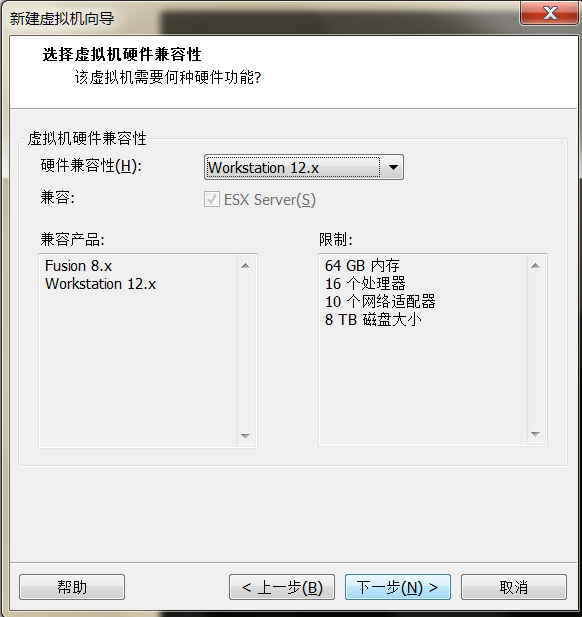 新建虚拟机向导
选择虚拟机硬件兼容性
该虚拟机需要何种硬件功能?
虚拟机硬件兼容性
硬件兼容性(H):
Workstation 12.x
兼容:
ESX Server(S)
兼容产品:
Fusion 8.x
Workstation 12.x
限制:
64 GB 内存
16 个处理器
10 个网络适配器
8 TB 磁盘大小
帮助
< 上一步(B)
下一步(N) >
取消